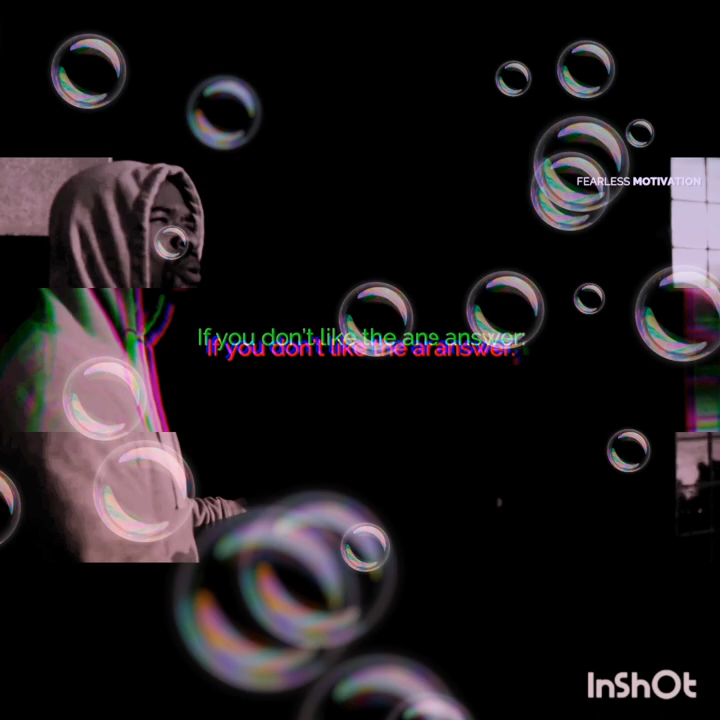 FEARLESS MOTIVATION
If you don't like the ans answer.
If you don't like the aranswer.
InShOt